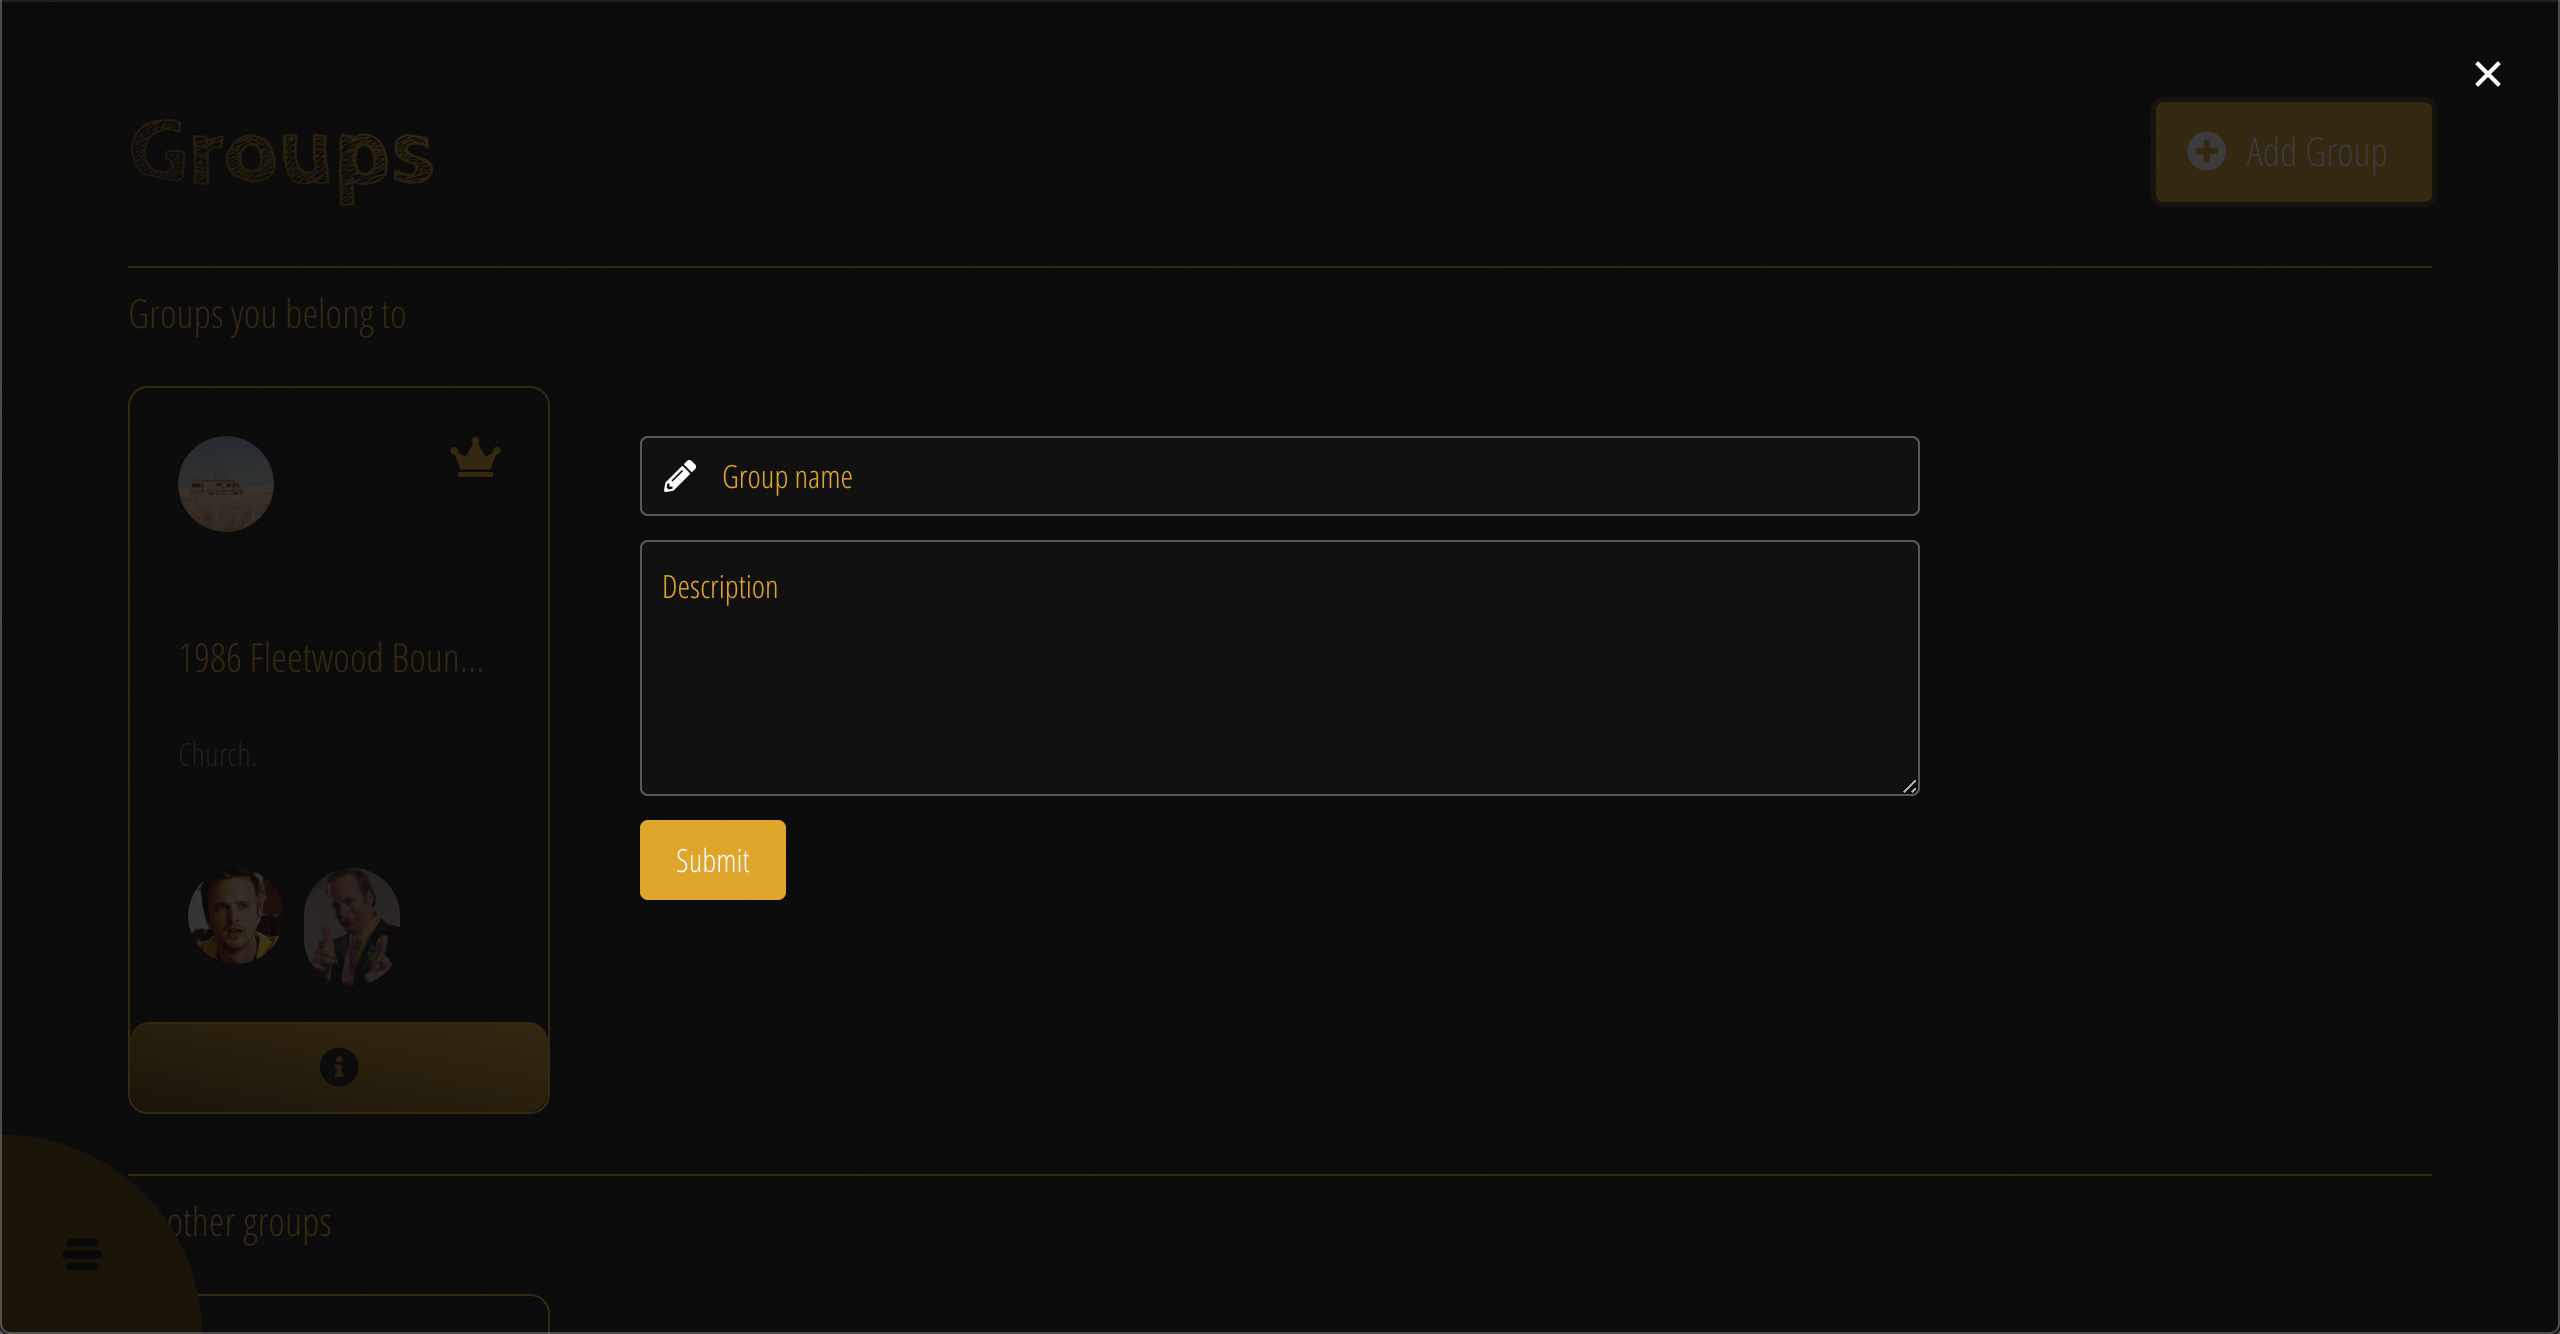 Groups
Add Group
Groups you belong to
1986 Fleetwood Boun...
Church.
Group name
Description
Submit
other groups